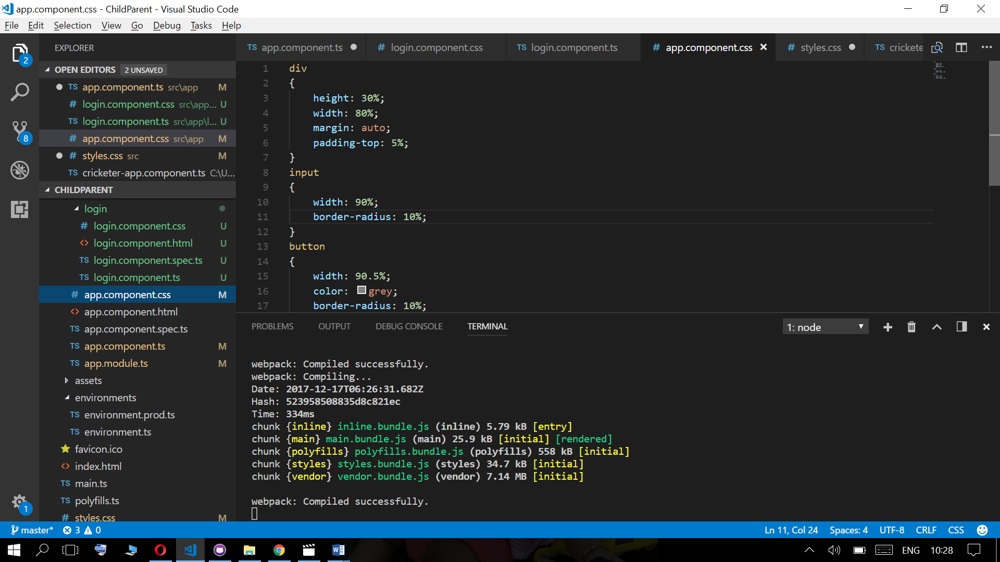 app.component.css - ChildParent - Visual Studio Code
File Edit Selection View Go Debug Tasks Help
2
8
1
EXPLORER
OPEN EDITORS 2 UNSAVED
TS app.component.ts src\app M
# login.component.css src\app... U
TS login.component.ts src\app\l... U
# app.component.css src\app M
# styles.css src M
TS cricketer-app.component.ts C:\U...
CHILDPARENT
login
# login.component.css U
<> login.component.html U
TS login.component.spec.ts U
TS login.component.ts U
# app.component.css M
<> app.component.html
TS app.component.spec.ts
TS app.component.ts M
TS app.module.ts M
assets
environments
TS environment.prod.ts
TS environment.ts
favicon.ico
<> index.html
TS main.ts
TS polyfills.ts
# styles.css M
TS app.component.ts # login.component.css TS login.component.ts # app.component.css # styles.css TS crickete
1 div
2 {
3 height: 30%;
4 width: 80%;
5 margin: auto;
6 padding-top: 5%;
7 }
8 input
9 {
10 width: 90%;
11 border-radius: 10%;
12 }
13 button
14 {
15 width: 90.5%;
16 color: grey;
17 border-radius: 10%;
PROBLEMS OUTPUT DEBUG CONSOLE TERMINAL 1: node
webpack: Compiled successfully.
webpack: Compiling...
Date: 2017-12-17T06:26:31.682Z
Hash: 523958508835d8c821ec
Time: 334ms
chunk {inline} inline.bundle.js (inline) 5.79 kB [entry]
chunk {main} main.bundle.js (main) 25.9 kB [initial] [rendered]
chunk {polyfills} polyfills.bundle.js (polyfills) 558 kB [initial]
chunk {styles} styles.bundle.js (styles) 34.7 kB [initial]
chunk {vendor} vendor.bundle.js (vendor) 7.14 MB [initial]
webpack: Compiled successfully.
master* 3 0 Ln 11, Col 24 Spaces: 4 UTF-8 CRLF CSS
ENG 10:28